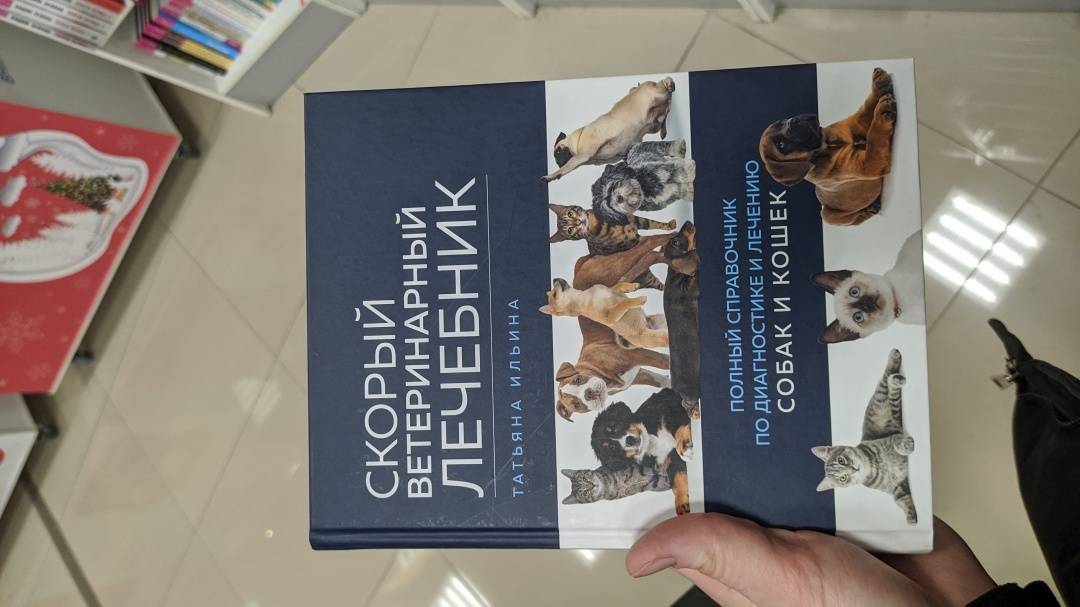 СКОРЫЙ
ВЕТЕРИНАРНЫЙ
ЛЕЧЕБНИК
ТАТЬЯНА ИЛЬИНА
ПОЛНЫЙ СПРАВОЧНИК
ПО ДИАГНОСТИКЕ И ЛЕЧЕНИЮ
СОБАК И КОШЕК